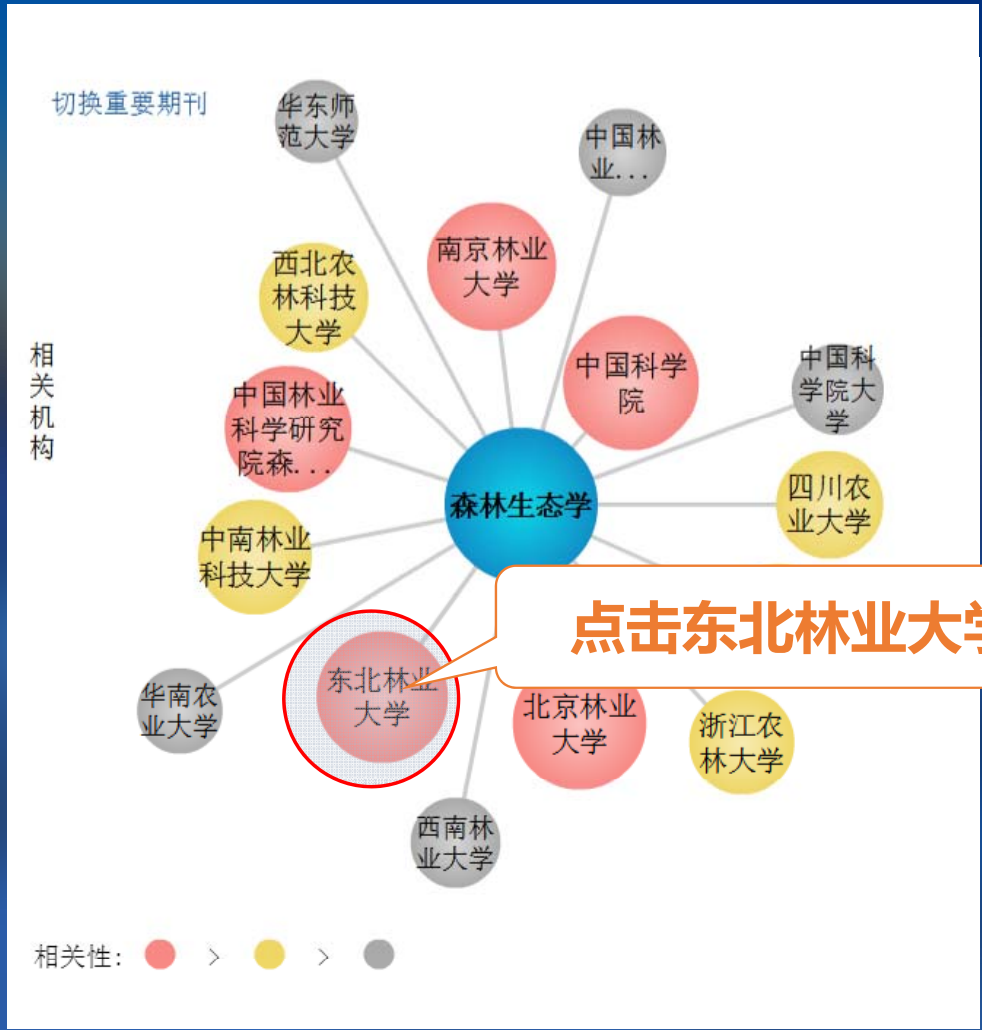 切换重要期刊
华东师
范大学
中国林
业...
南京林业
大学
西北农
林科技
大学
中国科学
院
中国科
学院大
学
相
关
机
构
中国林业
科学研究
院森...
森林生态学
四川农
业大学
中南林业
科技大学
点击东北林业大学
东北林业
大学
华南农
业大学
北京林业
大学
浙江农
林大学
西南林
业大学
相关性: > >